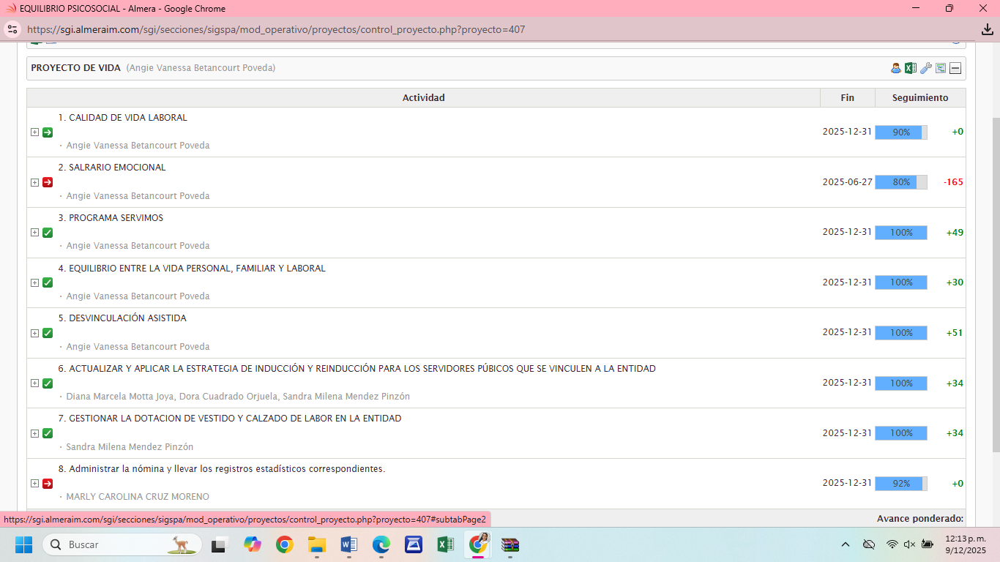 EQUILIBRIO PSICOSOCIAL - Almera - Google Chrome
https://sgi.almeraim.com/sgi/secciones/sigspa/mod_operativo/proyectos/control_proyecto.php?proyecto=407
PROYECTO DE VIDA (Angie Vanessa Betancourt Poveda)
Actividad Fin Seguimiento
1. CALIDAD DE VIDA LABORAL
2025-12-31 90% +0
· Angie Vanessa Betancourt Poveda
2. SALRARIO EMOCIONAL
2025-06-27 80% -165
· Angie Vanessa Betancourt Poveda
3. PROGRAMA SERVIMOS
2025-12-31 100% +49
· Angie Vanessa Betancourt Poveda
4. EQUILIBRIO ENTRE LA VIDA PERSONAL, FAMILIAR Y LABORAL
2025-12-31 100% +30
· Angie Vanessa Betancourt Poveda
5. DESVINCULACIÓN ASISTIDA
2025-12-31 100% +51
· Angie Vanessa Betancourt Poveda
6. ACTUALIZAR Y APLICAR LA ESTRATEGIA DE INDUCCIÓN Y REINDUCCIÓN PARA LOS SERVIDORES PÚBICOS QUE SE VINCULEN A LA ENTIDAD
2025-12-31 100% +34
· Diana Marcela Motta Joya, Dora Cuadrado Orjuela, Sandra Milena Mendez Pinzón
7. GESTIONAR LA DOTACION DE VESTIDO Y CALZADO DE LABOR EN LA ENTIDAD
2025-12-31 100% +34
· Sandra Milena Mendez Pinzón
8. Administrar la nómina y llevar los registros estadísticos correspondientes.
2025-12-31 92% +0
· MARLY CAROLINA CRUZ MORENO
Avance ponderado:
https://sgi.almeraim.com/sgi/secciones/sigspa/mod_operativo/proyectos/control_proyecto.php?proyecto=407#subtabPage2
Buscar
12:13 p. m.
9/12/2025